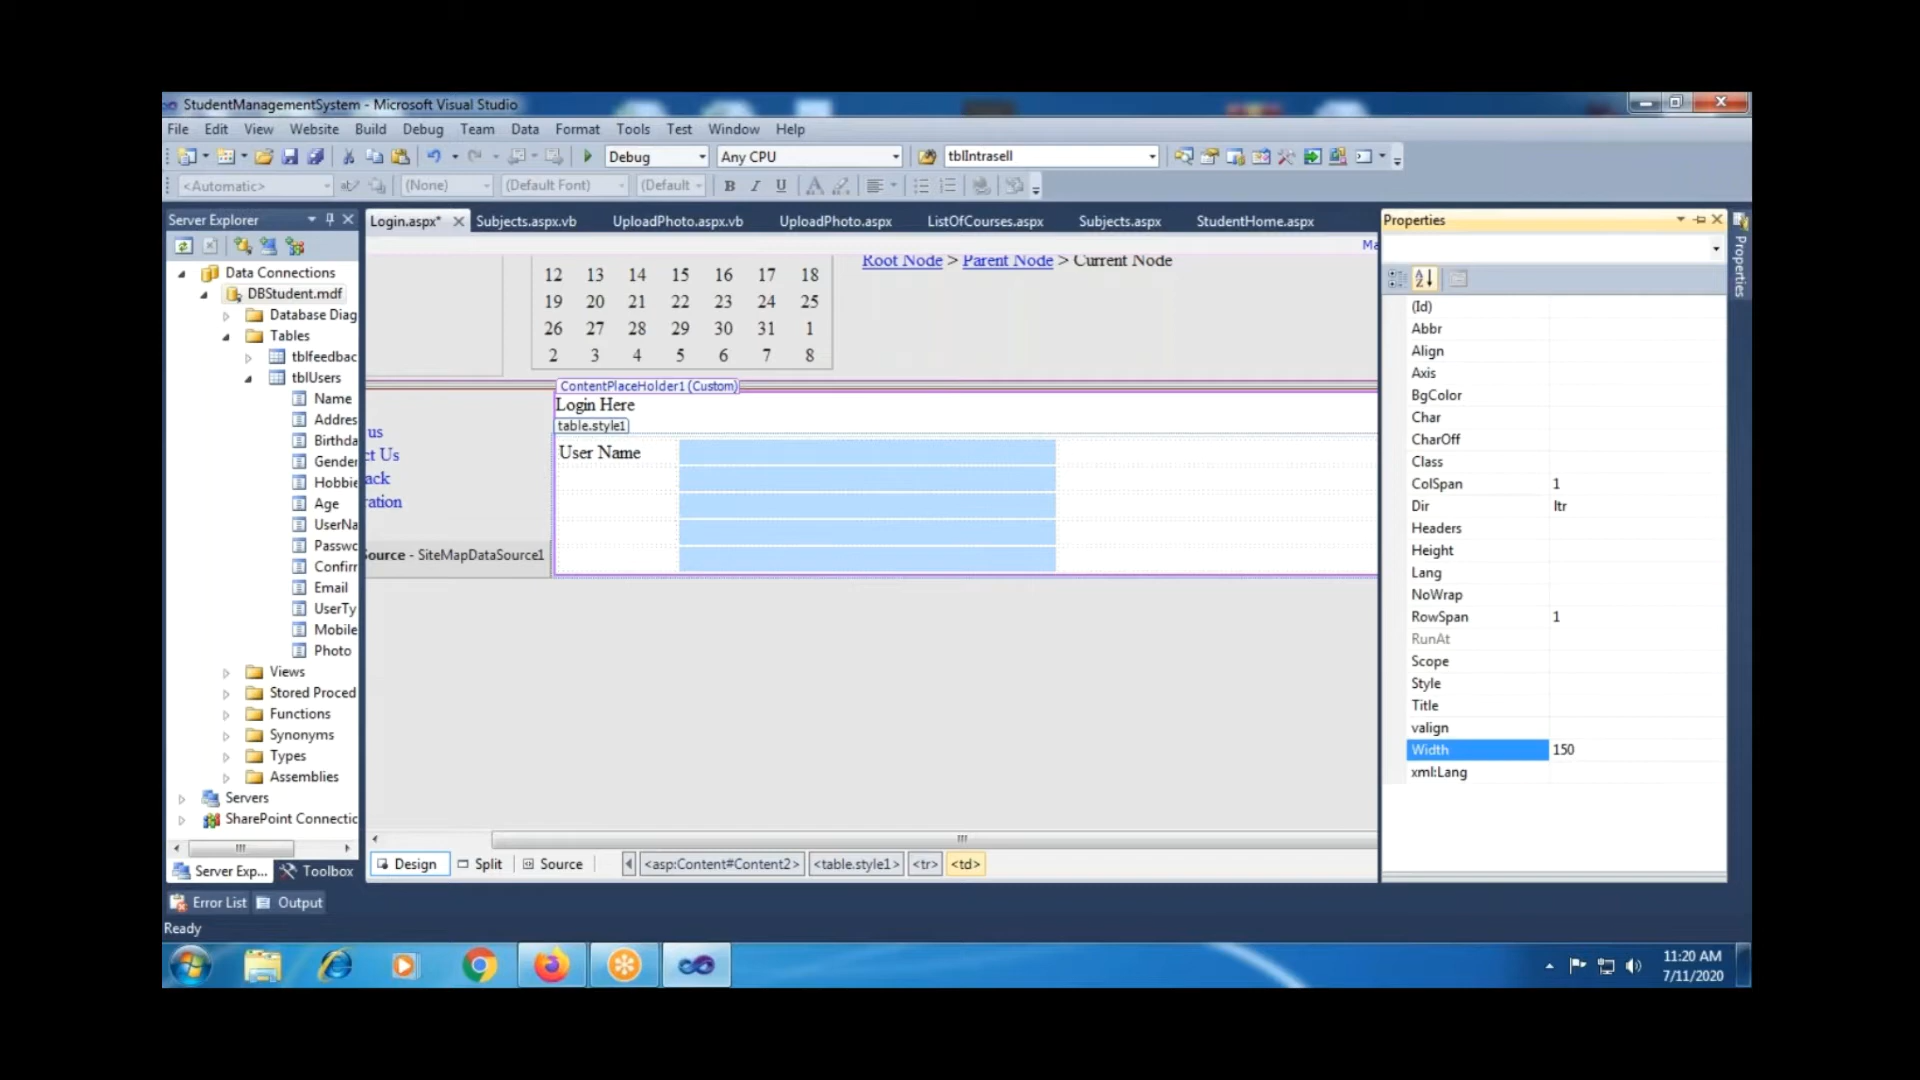 StudentManagementSystem - Microsoft Visual Studio
File Edit View Website Build Debug Team Data Format Tools Test Window Help
Debug Any CPU tblIntrasell
<Automatic> (None) (Default Font) (Default B I U
Server Explorer
Login.aspx* Subjects.aspx.vb UploadPhoto.aspx.vb UploadPhoto.aspx ListOfCourses.aspx Subjects.aspx StudentHome.aspx
Data Connections
DBStudent.mdf
Database Diag
Tables
tblfeedbac
tblUsers
Name
Addres
Birthda
Gender
Hobbie
Age
UserNa
Passwo
Confirr
Email
UserTy
Mobile
Photo
Views
Stored Proced
Functions
Synonyms
Types
Assemblies
Servers
SharePoint Connectic
Server Exp... Toolbox
Ma
12 13 14 15 16 17 18
19 20 21 22 23 24 25
26 27 28 29 30 31 1
2 3 4 5 6 7 8
Root Node > Parent Node > Current Node
us
ct Us
ack
ration
Source - SiteMapDataSource1
ContentPlaceHolder1 (Custom)
Login Here
table.style1
User Name
Design Split Source <asp:Content#Content2> <table.style1> <tr> <td>
Properties
(Id)
Abbr
Align
Axis
BgColor
Char
CharOff
Class
ColSpan 1
Dir ltr
Headers
Height
Lang
NoWrap
RowSpan 1
RunAt
Scope
Style
Title
valign
Width 150
xml:Lang
Properties
Error List Output
Ready
11:20 AM
7/11/2020